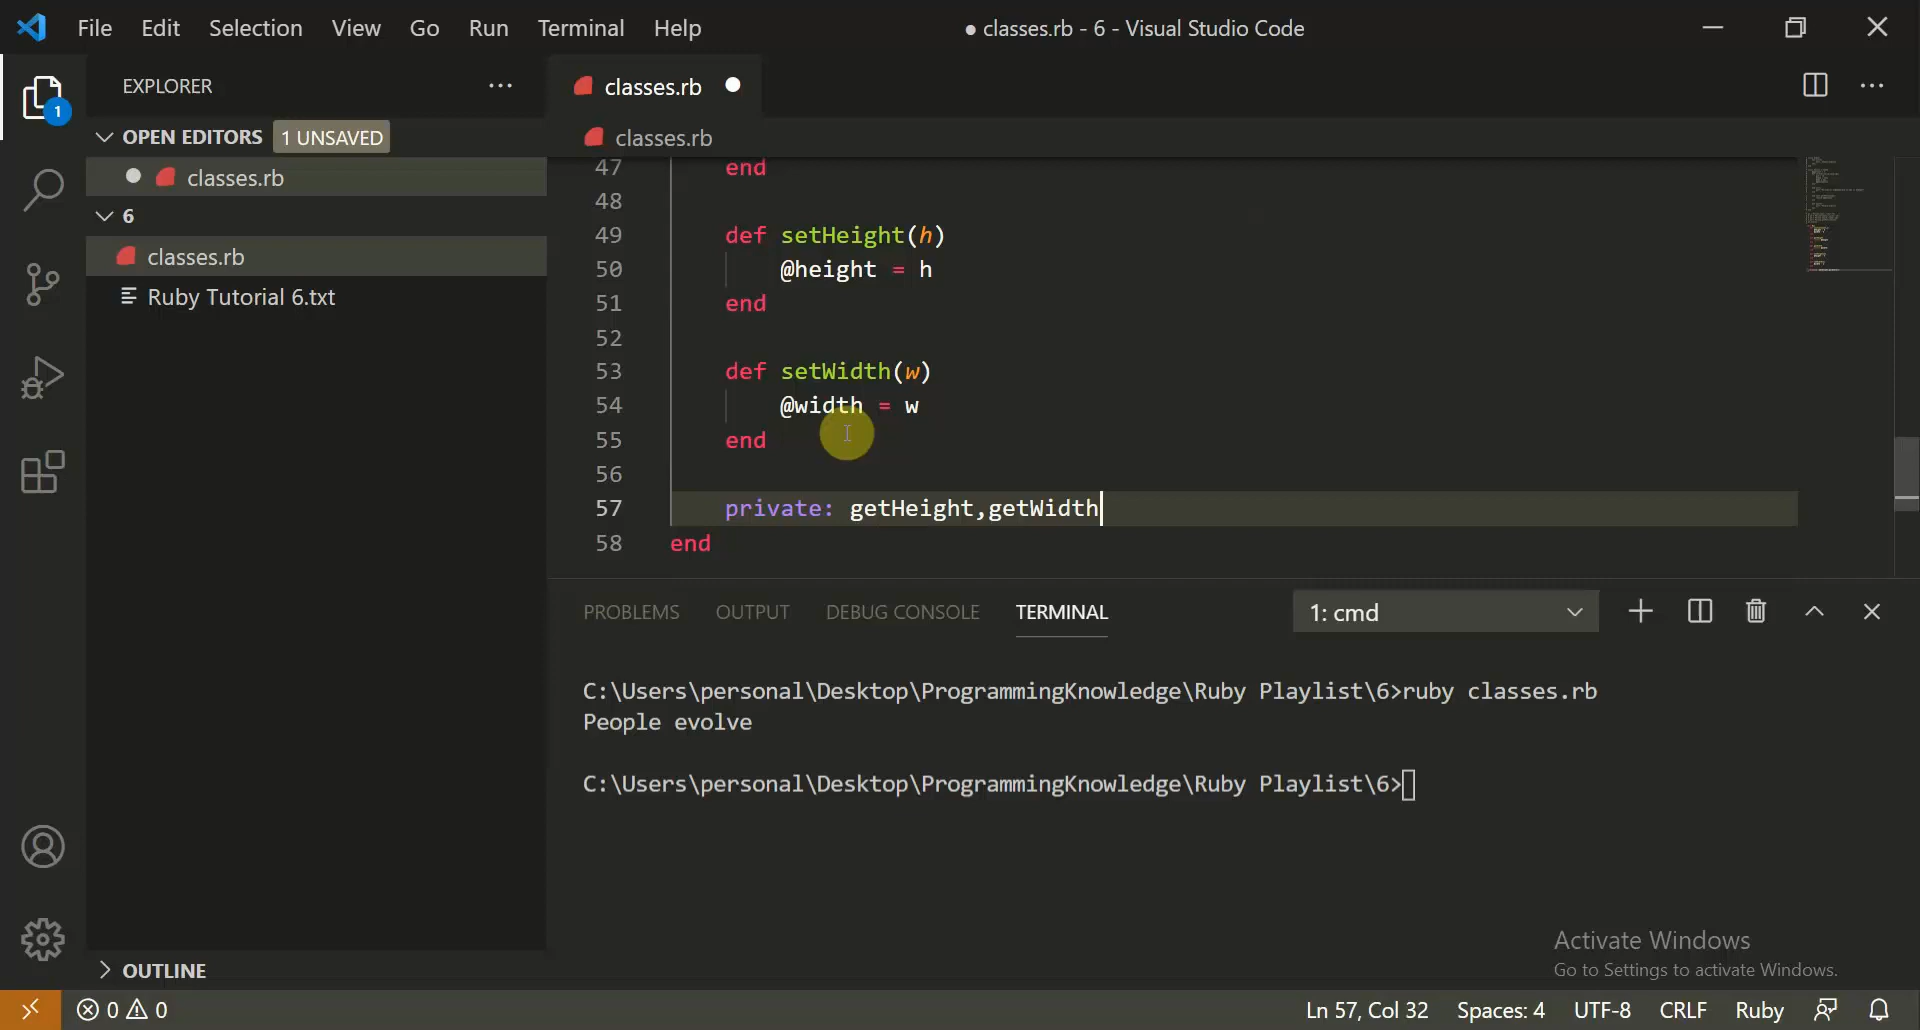 File Edit Selection View Go Run Terminal Help
● classes.rb - 6 - Visual Studio Code
EXPLORER
OPEN EDITORS 1 UNSAVED
classes.rb
6
classes.rb
Ruby Tutorial 6.txt
OUTLINE
1
classes.rb
classes.rb
47 end
48
49 def setHeight(h)
50 @height = h
51 end
52
53 def setWidth(w)
54 @width = w
55 end
56
57 private: getHeight,getWidth
58 end
PROBLEMS OUTPUT DEBUG CONSOLE TERMINAL 1: cmd
C:\Users\personal\Desktop\ProgrammingKnowledge\Ruby Playlist\6>ruby classes.rb
People evolve
C:\Users\personal\Desktop\ProgrammingKnowledge\Ruby Playlist\6>
Activate Windows
Go to Settings to activate Windows.
0 0 Ln 57, Col 32 Spaces: 4 UTF-8 CRLF Ruby